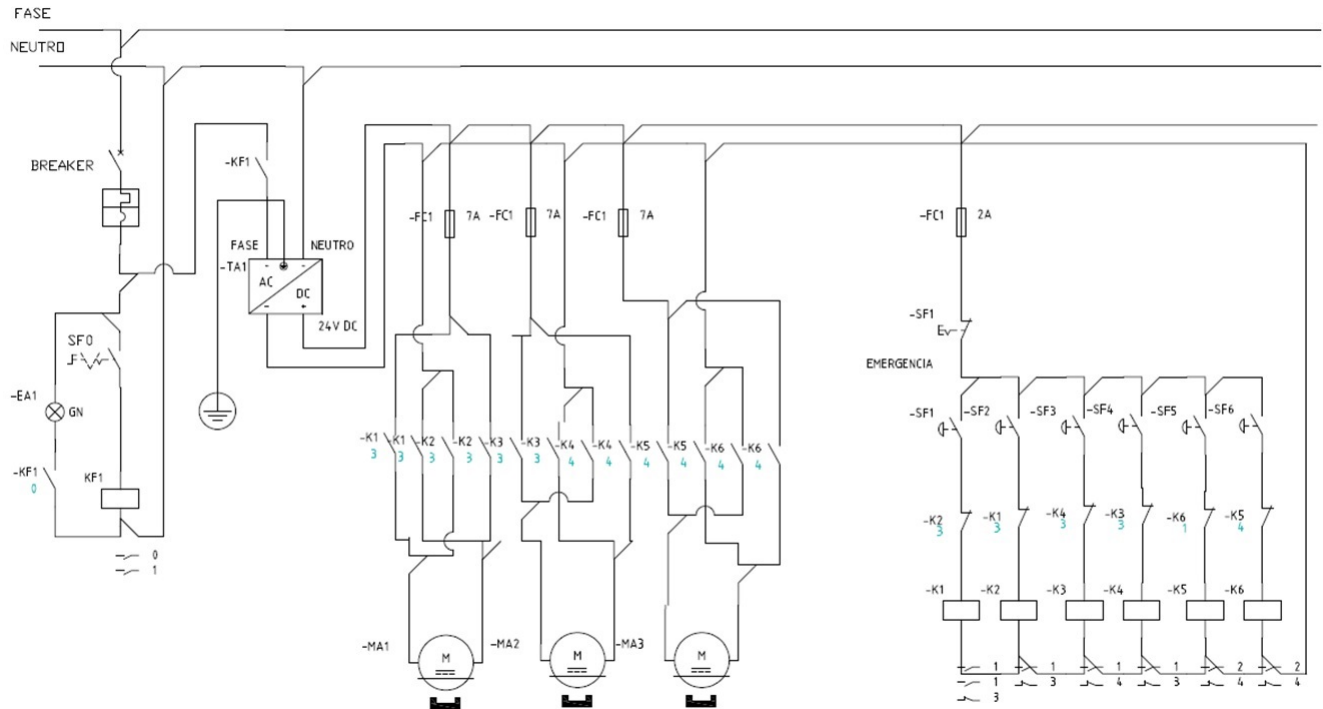 FASE
NEUTRO
BREAKER
-KF1
-FC1 7A -FC1 7A -FC1 7A -FC1 2A
FASE NEUTRO
-TA1
AC
DC
24V DC
-SF1
EMERGENCIA
SF0
-EA1 GN
-SF1 -SF2 -SF3 -SF4 -SF5 -SF6
-K1 -K1 -K2 -K2 -K3 -K3 -K4 -K4 -K5 -K5 -K6 -K6
3 3 3 3 3 3 4 4 4 4 4 4
-KF1 KF1
0
-K2 -K1 -K4 -K3 -K6 -K5
3 3 3 3 1 4
0
1
-K1 -K2 -K3 -K4 -K5 -K6
-MA1 M -MA2 M -MA3 M
1 1 1 1 2 2
1 3 4 3 4 4
3